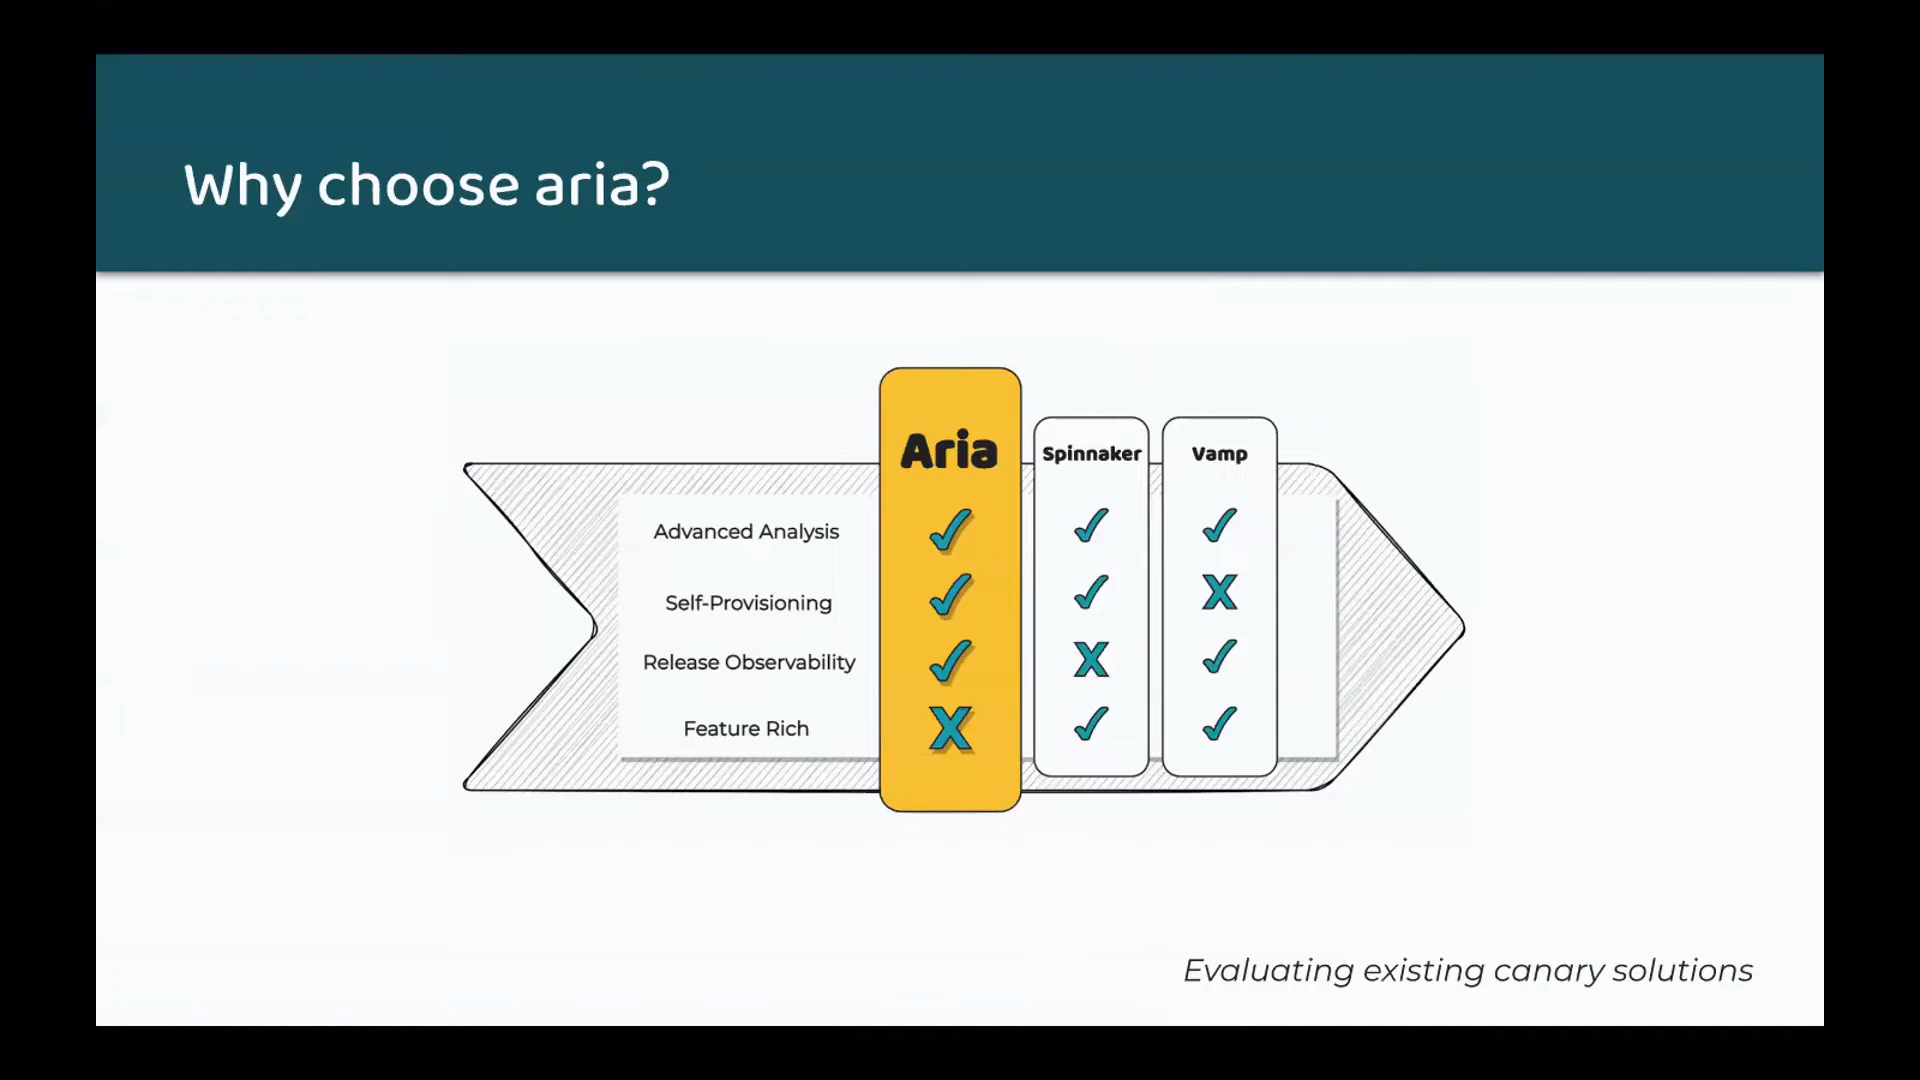 Why choose aria?
Aria Spinnaker Vamp
Advanced Analysis ✓ ✓ ✓
Self-Provisioning ✓ ✓ X
Release Observability ✓ X ✓
Feature Rich X ✓ ✓
Evaluating existing canary solutions